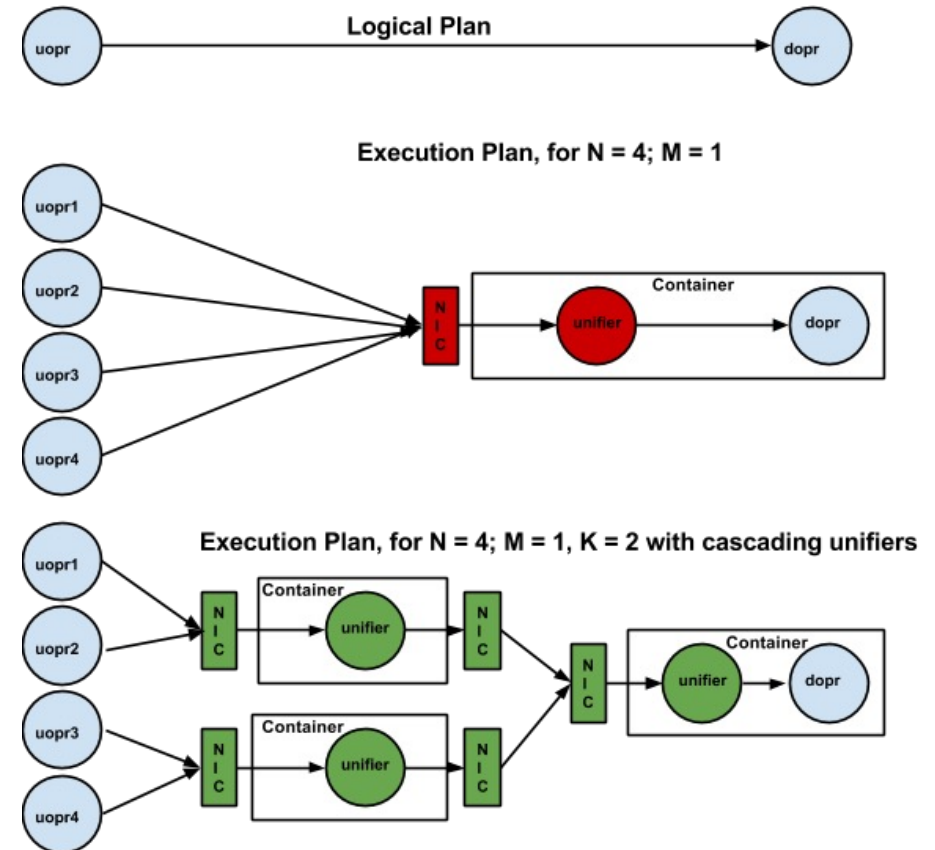 Logical Plan
uopr
dopr
Execution Plan, for N = 4; M = 1
uopr1
uopr2
uopr3
uopr4
N
I
C
Container
unifier
dopr
Execution Plan, for N = 4; M = 1, K = 2 with cascading unifiers
uopr1
uopr2
uopr3
uopr4
N
I
C
Container
unifier
N
I
C
N
I
C
Container
unifier
N
I
C
N
I
C
Container
unifier
dopr